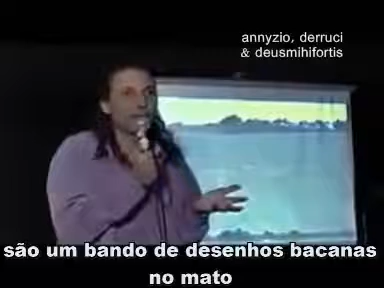 annyzio, derruci
& deusmihifortis
são um bando de desenhos bacanas
no mato